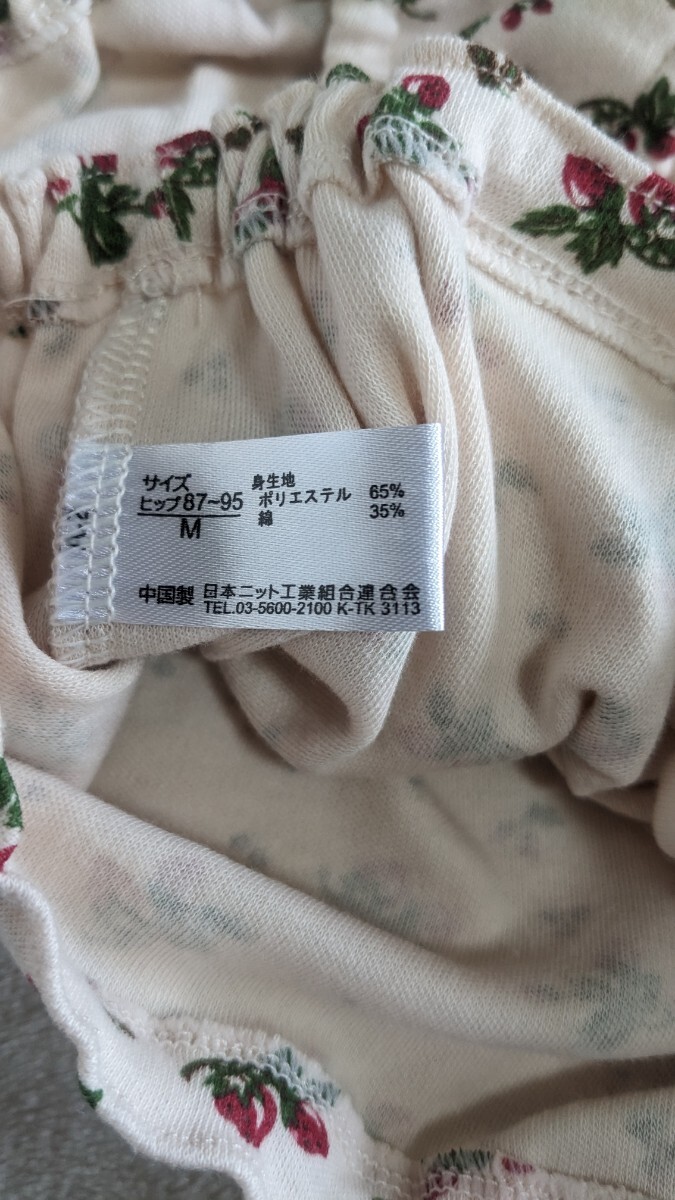 サイズ
ヒップ87~95
M
身生地
ポリエステル 65%
綿 35%
中国製 日本ニット工業組合連合会
TEL.03-5600-2100 K-TK 3113